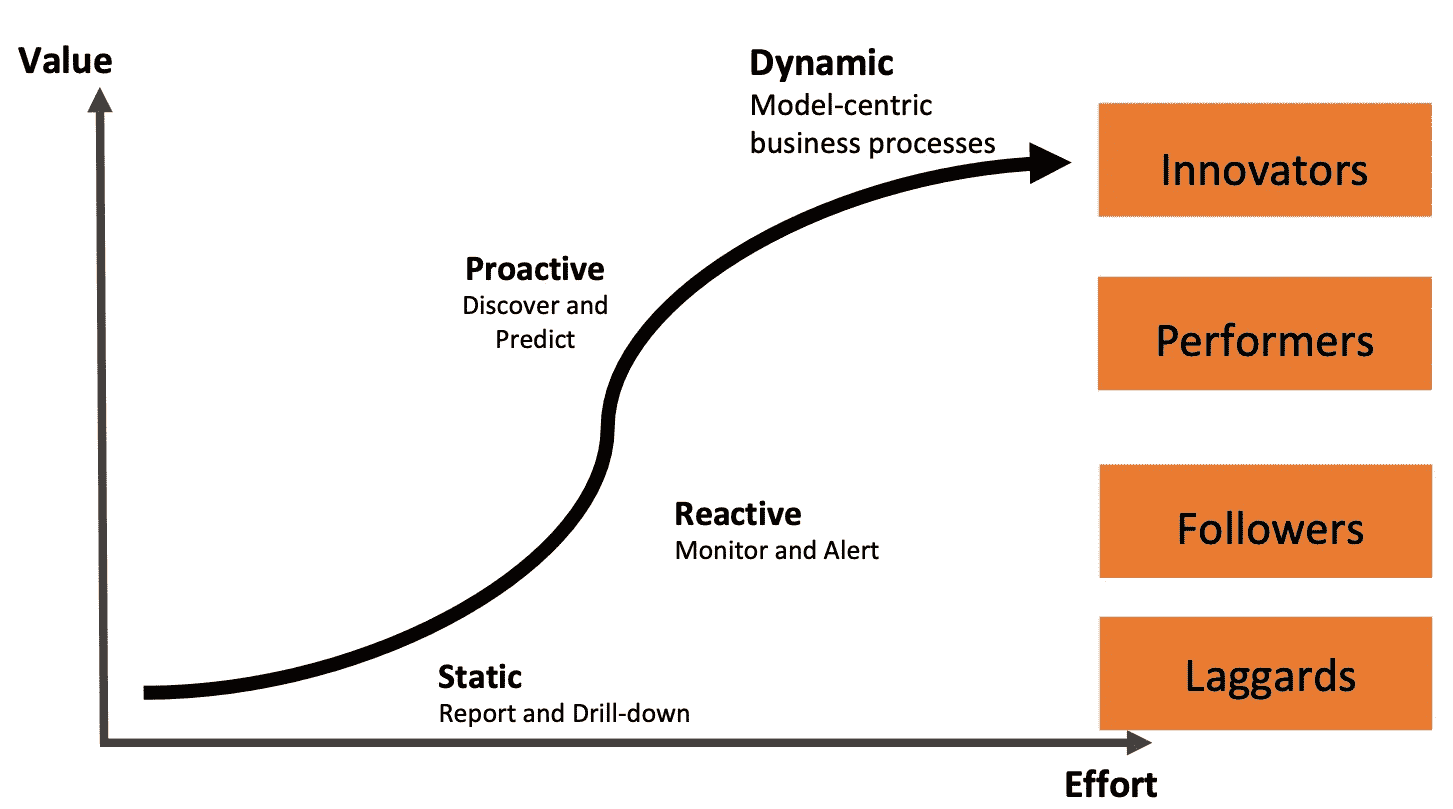 Value
Dynamic
Model-centric
business processes
Innovators
Proactive
Discover and
Predict
Performers
Reactive
Monitor and Alert
Followers
Static
Report and Drill-down
Laggards
Effort